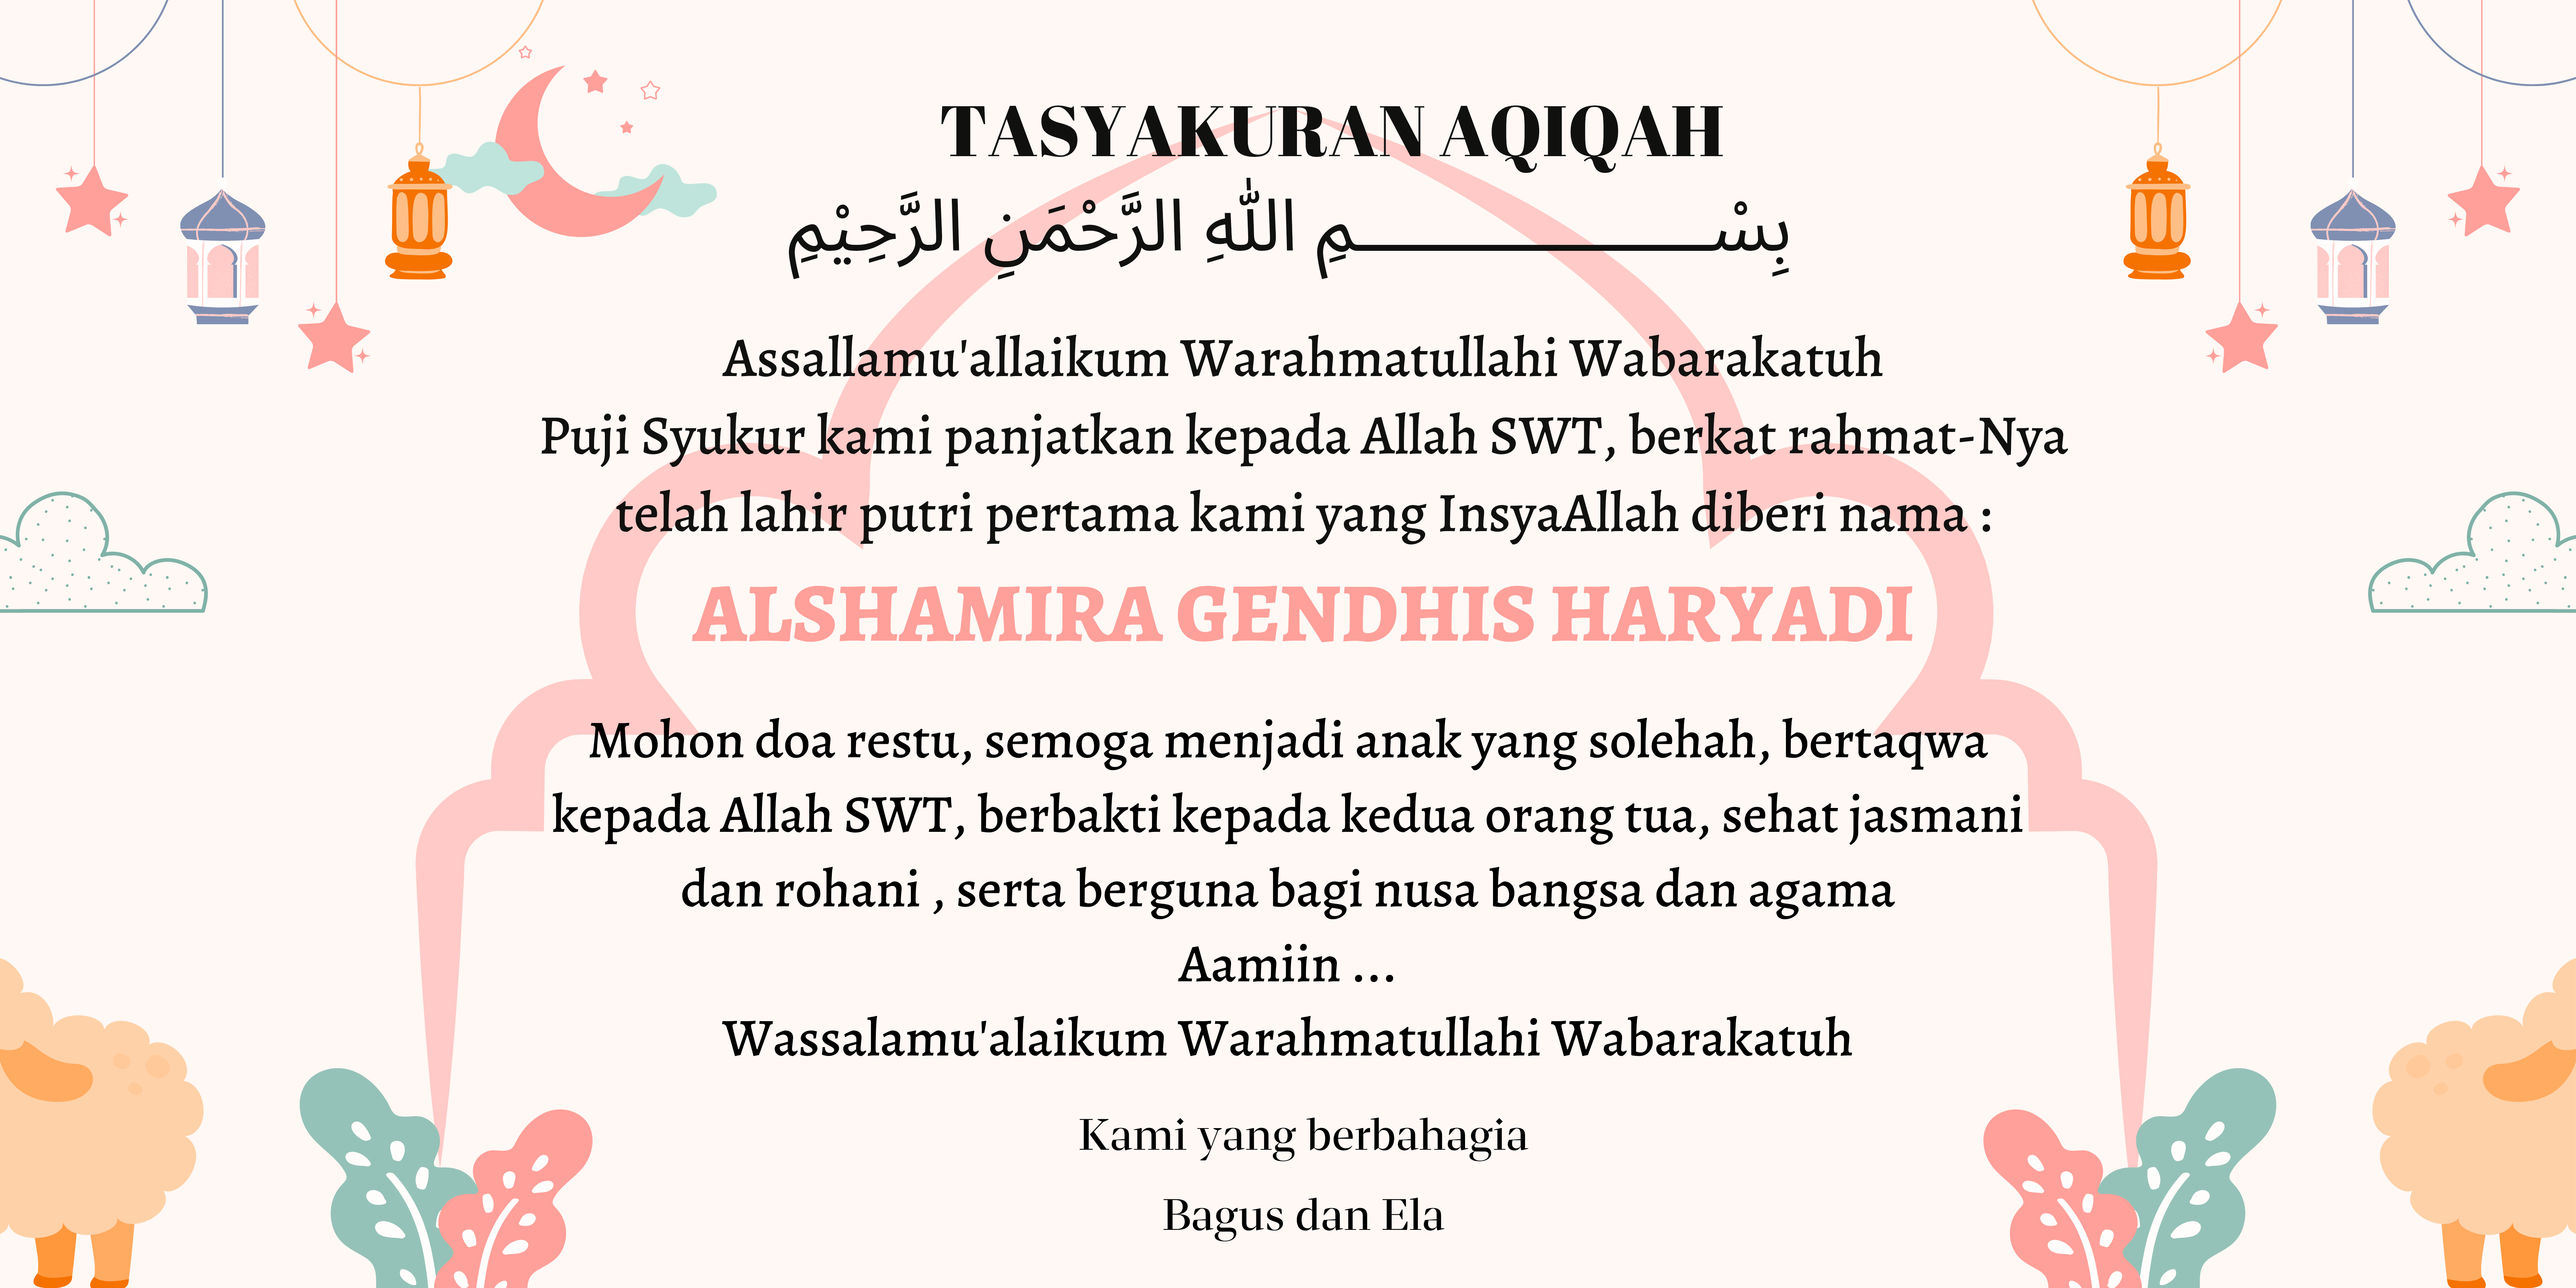 TASYAKURAN AQIQAH
بِسْــــــــــــــــــمِ اللّٰهِ الرَّحْمَنِ الرَّحِيْمِ
Assallamu'allaikum Warahmatullahi Wabarakatuh
Puji Syukur kami panjatkan kepada Allah SWT, berkat rahmat-Nya
telah lahir putri pertama kami yang InsyaAllah diberi nama :
ALSHAMIRA GENDHIS HARYADI
Mohon doa restu, semoga menjadi anak yang solehah, bertaqwa
kepada Allah SWT, berbakti kepada kedua orang tua, sehat jasmani
dan rohani , serta berguna bagi nusa bangsa dan agama
Aamiin ...
Wassalamu'alaikum Warahmatullahi Wabarakatuh
Kami yang berbahagia
Bagus dan Ela